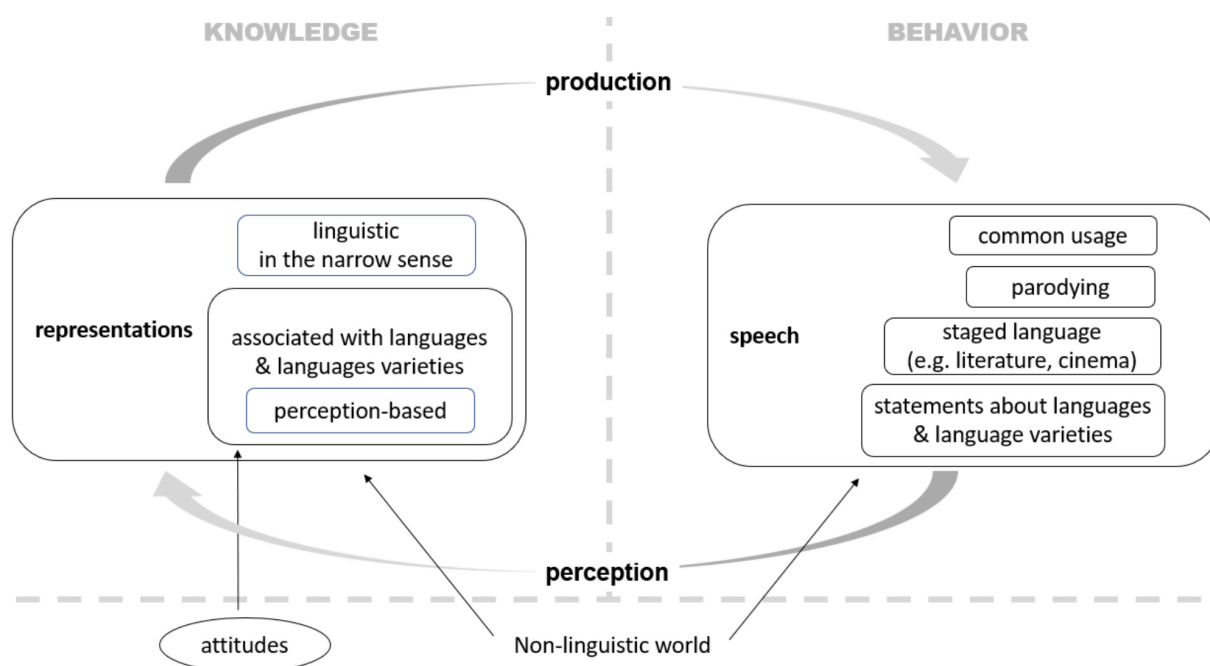 KNOWLEDGE
BEHAVIOR
production
linguistic
in the narrow sense
representations
associated with languages
& languages varieties
perception-based
common usage
parodying
speech
staged language
(e.g. literature, cinema)
statements about languages
& language varieties
perception
attitudes
Non-linguistic world